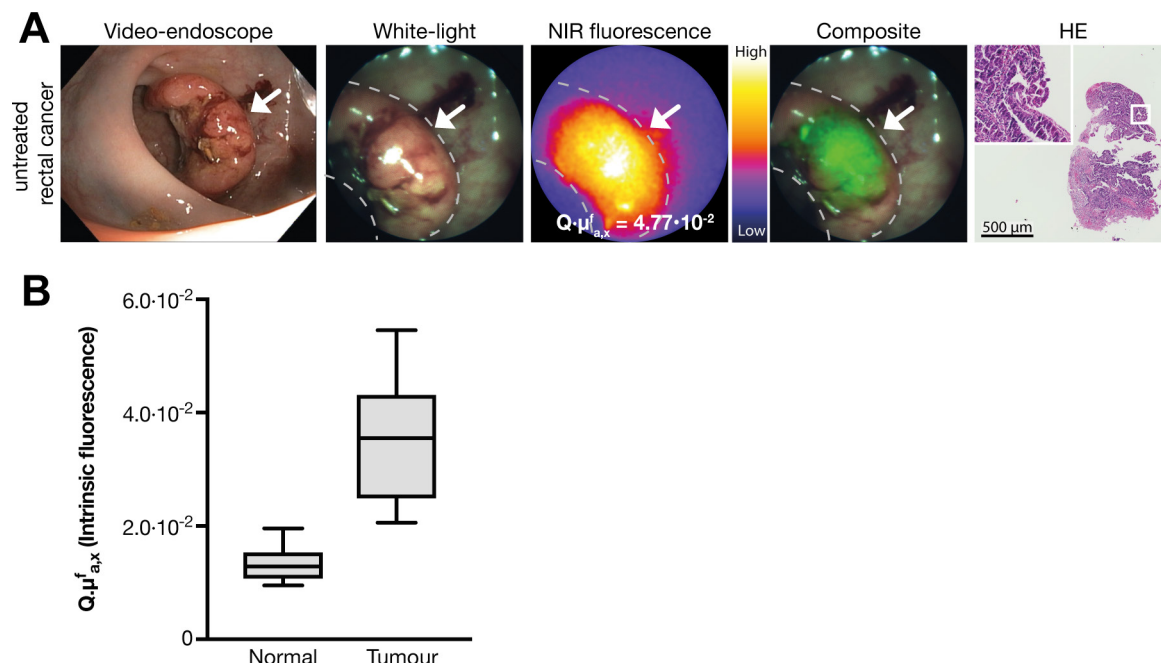 A
Video-endoscope
White-light
NIR fluorescence
Composite
HE
untreated
rectal cancer
High
Low
Q·µᶠa,x = 4.77·10⁻²
500 µm
B
Q.µᶠa,x (Intrinsic fluorescence)
6.0·10⁻²
4.0·10⁻²
2.0·10⁻²
0
Normal
Tumour